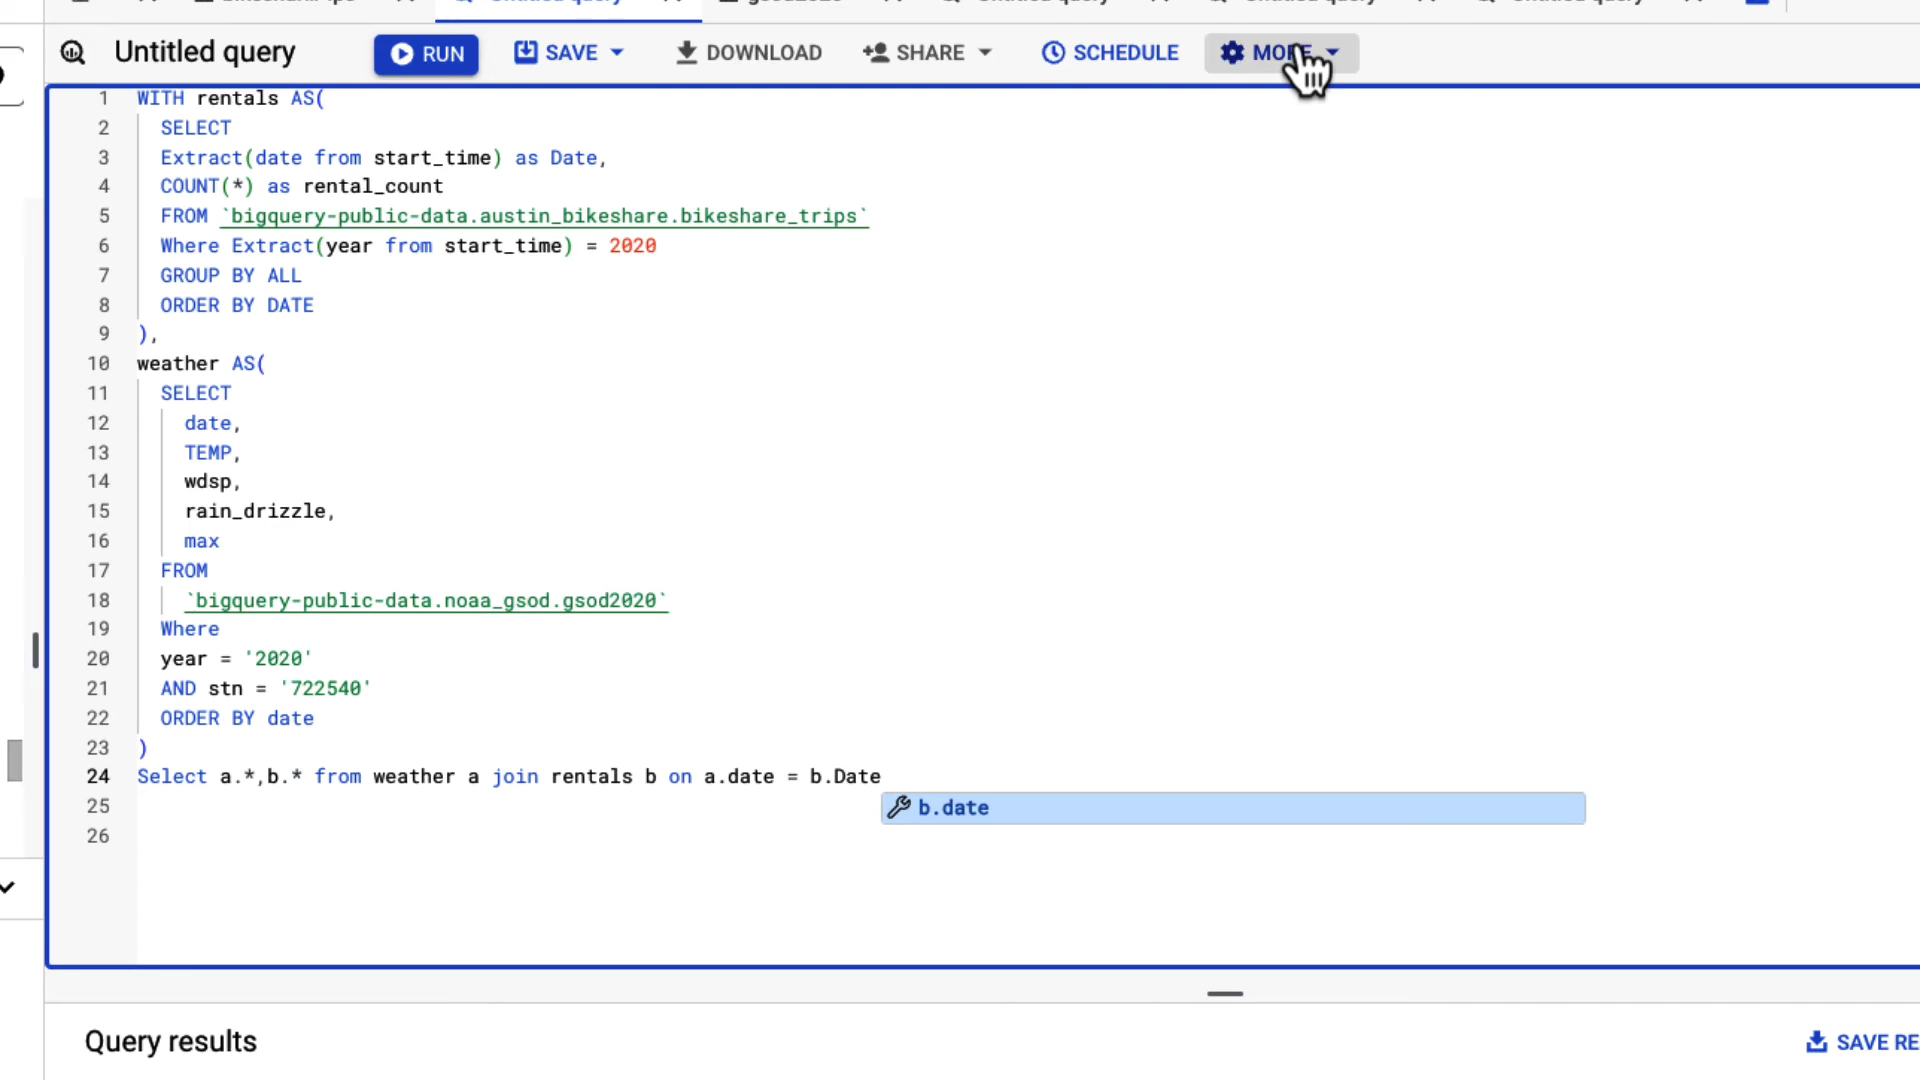 Untitled query
RUN
SAVE
DOWNLOAD
SHARE
SCHEDULE
1 WITH rentals AS(
2 SELECT
3 Extract(date from start_time) as Date,
4 COUNT(*) as rental_count
5 FROM `bigquery-public-data.austin_bikeshare.bikeshare_trips`
6 Where Extract(year from start_time) = 2020
7 GROUP BY ALL
8 ORDER BY DATE
9 ),
10 weather AS(
11 SELECT
12 date,
13 TEMP,
14 wdsp,
15 rain_drizzle,
16 max
17 FROM
18 `bigquery-public-data.noaa_gsod.gsod2020`
19 Where
20 year = '2020'
21 AND stn = '722540'
22 ORDER BY date
23 )
24 Select a.*,b.* from weather a join rentals b on a.date = b.Date
25
b.date
26
Query results
SAVE RE